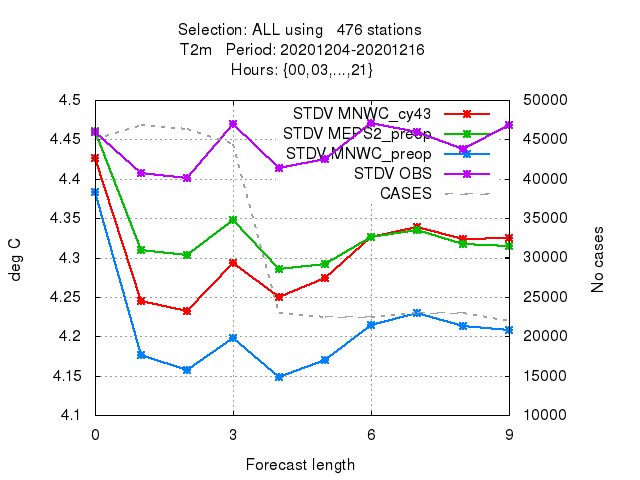 Selection: ALL using   476 stations
T2m   Period: 20201204-20201216
Hours: {00,03,...,21}
STDV MNWC_cy43
STDV MEPS2_preop
STDV MNWC_preop
STDV OBS
CASES
4.5
4.45
4.4
4.35
4.3
4.25
4.2
4.15
4.1
50000
45000
40000
35000
30000
25000
20000
15000
10000
deg C
No cases
0 3 6 9
Forecast length